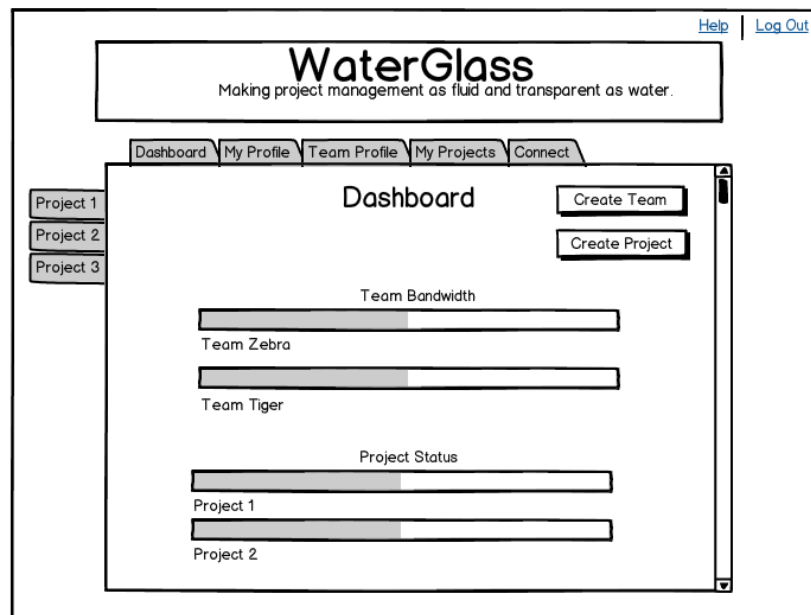 Help Log Out
WaterGlass
Making project management as fluid and transparent as water.
Dashboard My Profile Team Profile My Projects Connect
Project 1
Project 2
Project 3
Dashboard
Create Team
Create Project
Team Bandwidth
Team Zebra
Team Tiger
Project Status
Project 1
Project 2